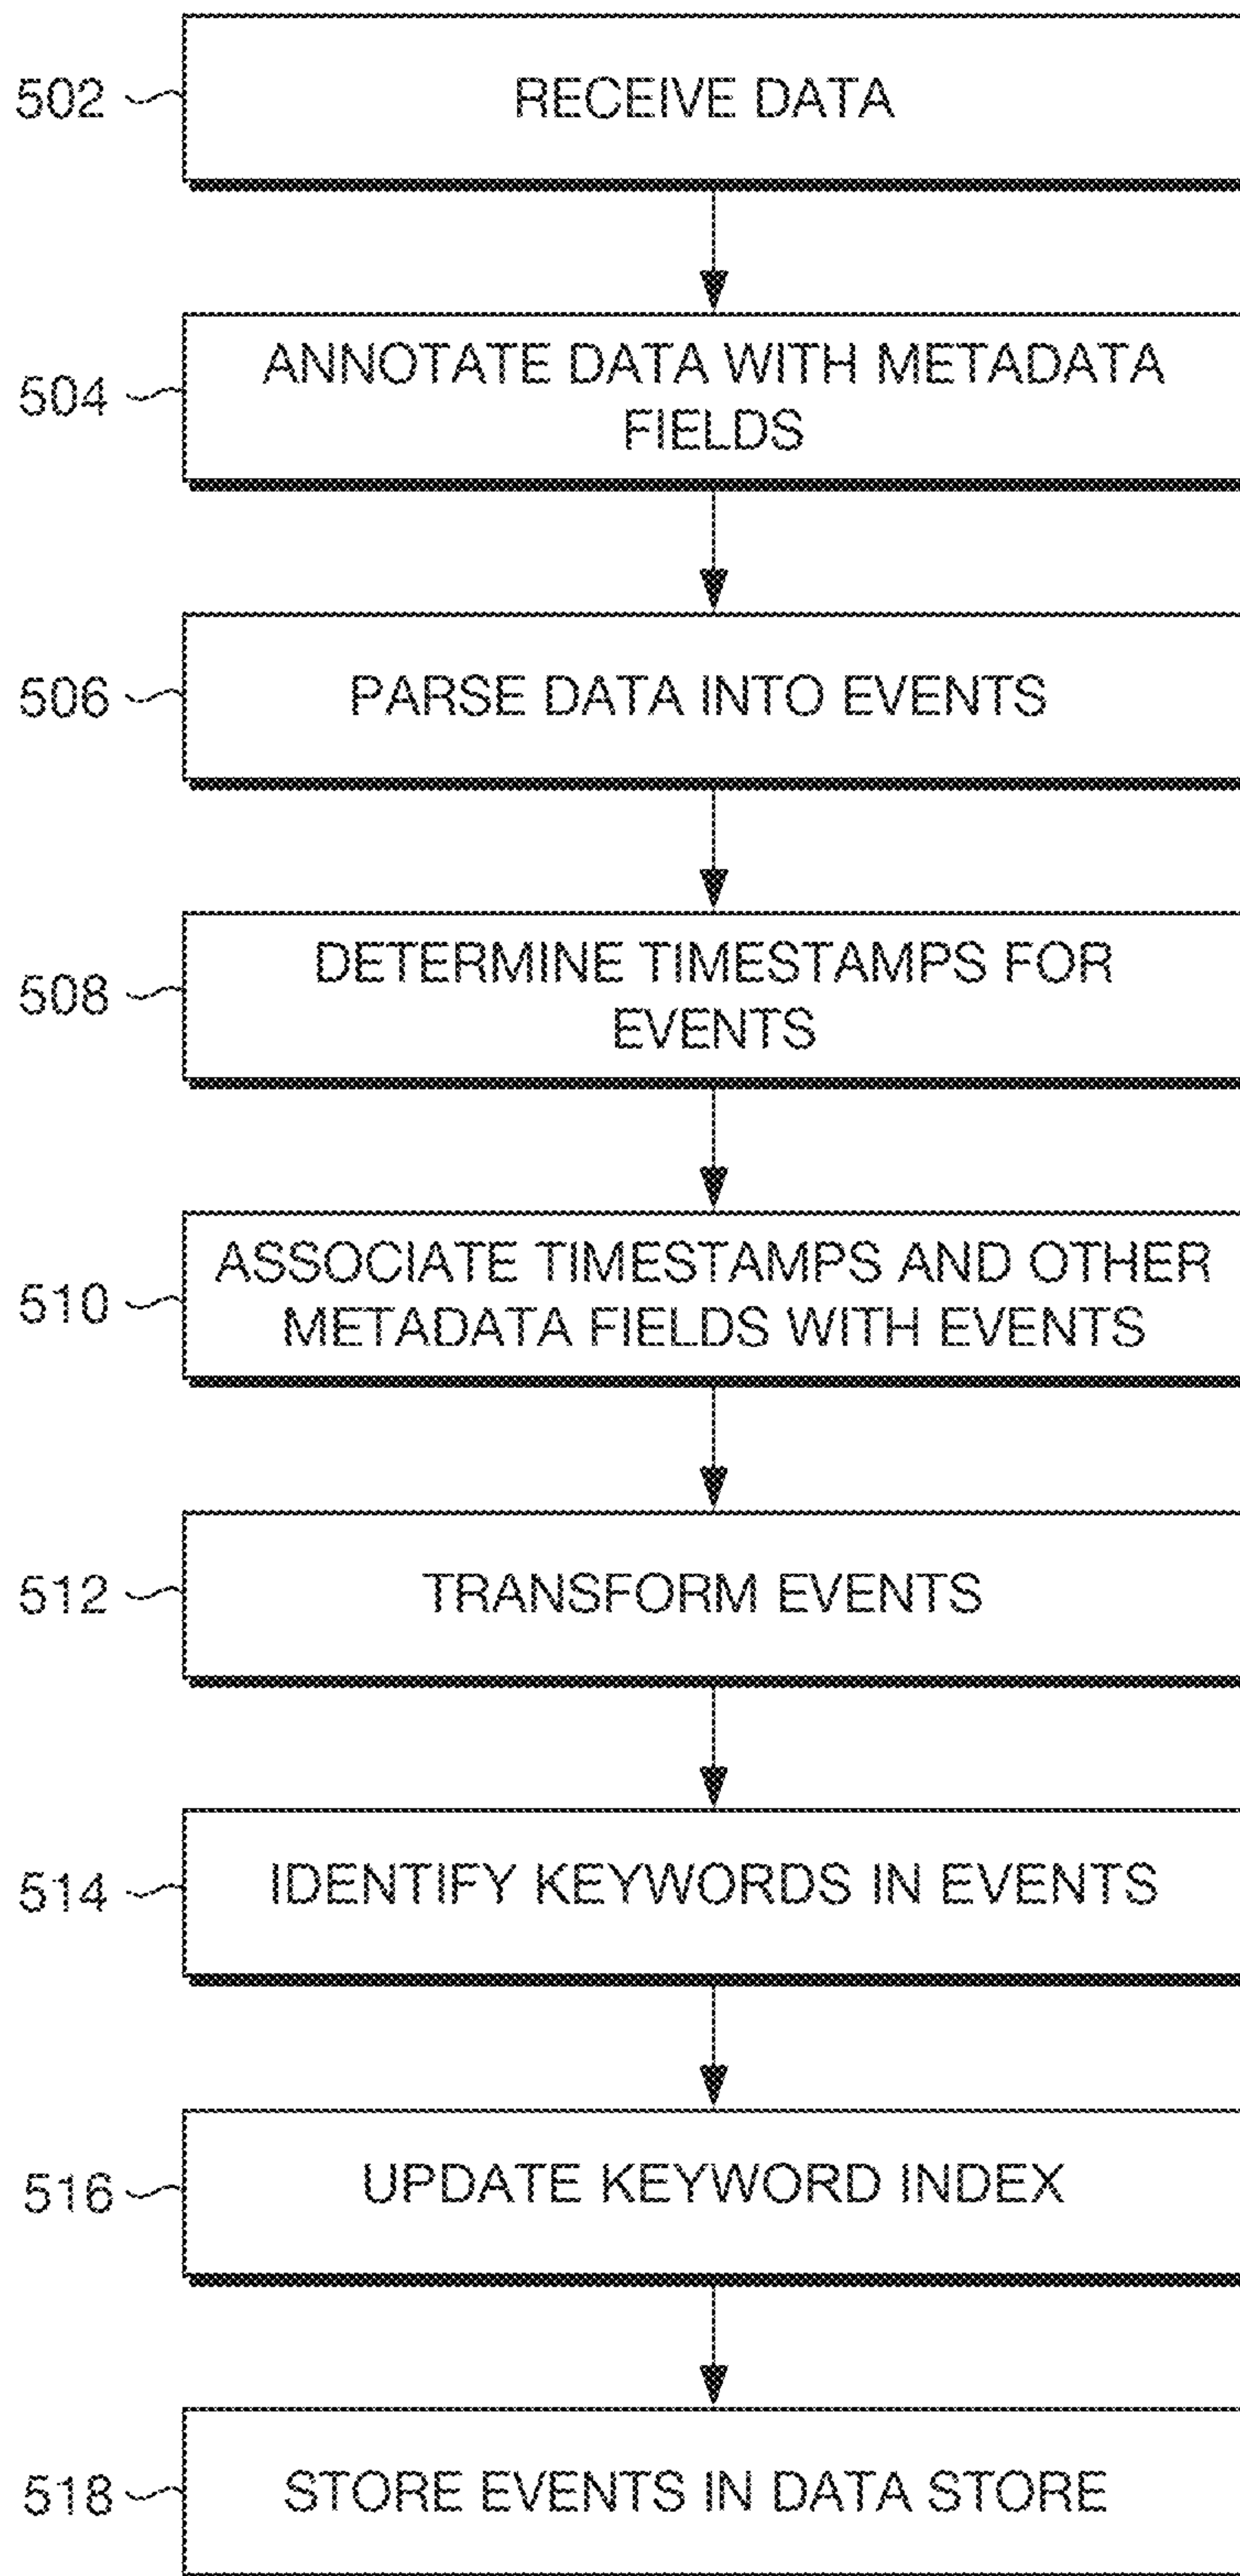 502
RECEIVE DATA
504
ANNOTATE DATA WITH METADATA
FIELDS
506
PARSE DATA INTO EVENTS
508
DETERMINE TIMESTAMPS FOR
EVENTS
510
ASSOCIATE TIMESTAMPS AND OTHER
METADATA FIELDS WITH EVENTS
512
TRANSFORM EVENTS
514
IDENTIFY KEYWORDS IN EVENTS
516
UPDATE KEYWORD INDEX
518
STORE EVENTS IN DATA STORE